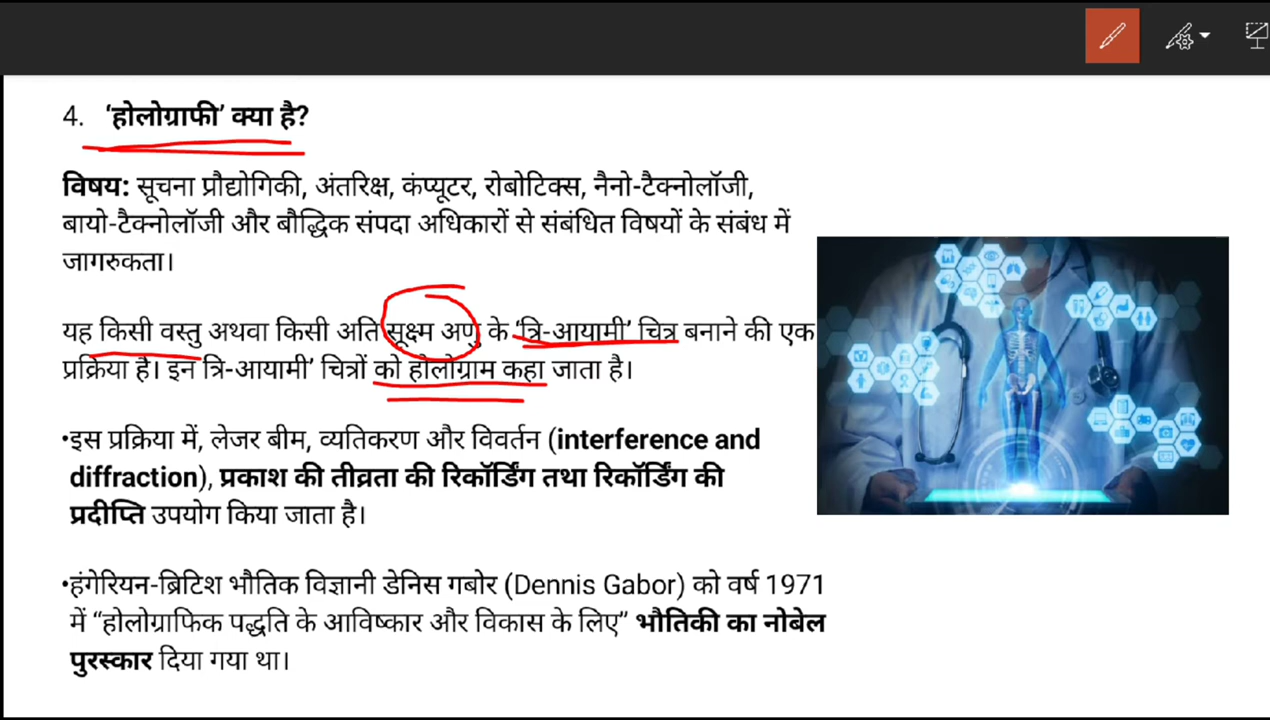 4. ‘होलोग्राफी’ क्या है?
विषय: सूचना प्रौद्योगिकी, अंतरिक्ष, कंप्यूटर, रोबोटिक्स, नैनो-टैक्नोलॉजी,
बायो-टैक्नोलॉजी और बौद्धिक संपदा अधिकारों से संबंधित विषयों के संबंध में
जागरुकता।
यह किसी वस्तु अथवा किसी अति सूक्ष्म अणु के ‘त्रि-आयामी’ चित्र बनाने की एक
प्रक्रिया है। इन त्रि-आयामी’ चित्रों को होलोग्राम कहा जाता है।
•इस प्रक्रिया में, लेजर बीम, व्यतिकरण और विवर्तन (interference and
diffraction), प्रकाश की तीव्रता की रिकॉर्डिंग तथा रिकॉर्डिंग की
प्रदीप्ति उपयोग किया जाता है।
•हंगेरियन-ब्रिटिश भौतिक विज्ञानी डेनिस गबोर (Dennis Gabor) को वर्ष 1971
में “होलोग्राफिक पद्धति के आविष्कार और विकास के लिए” भौतिकी का नोबेल
पुरस्कार दिया गया था।